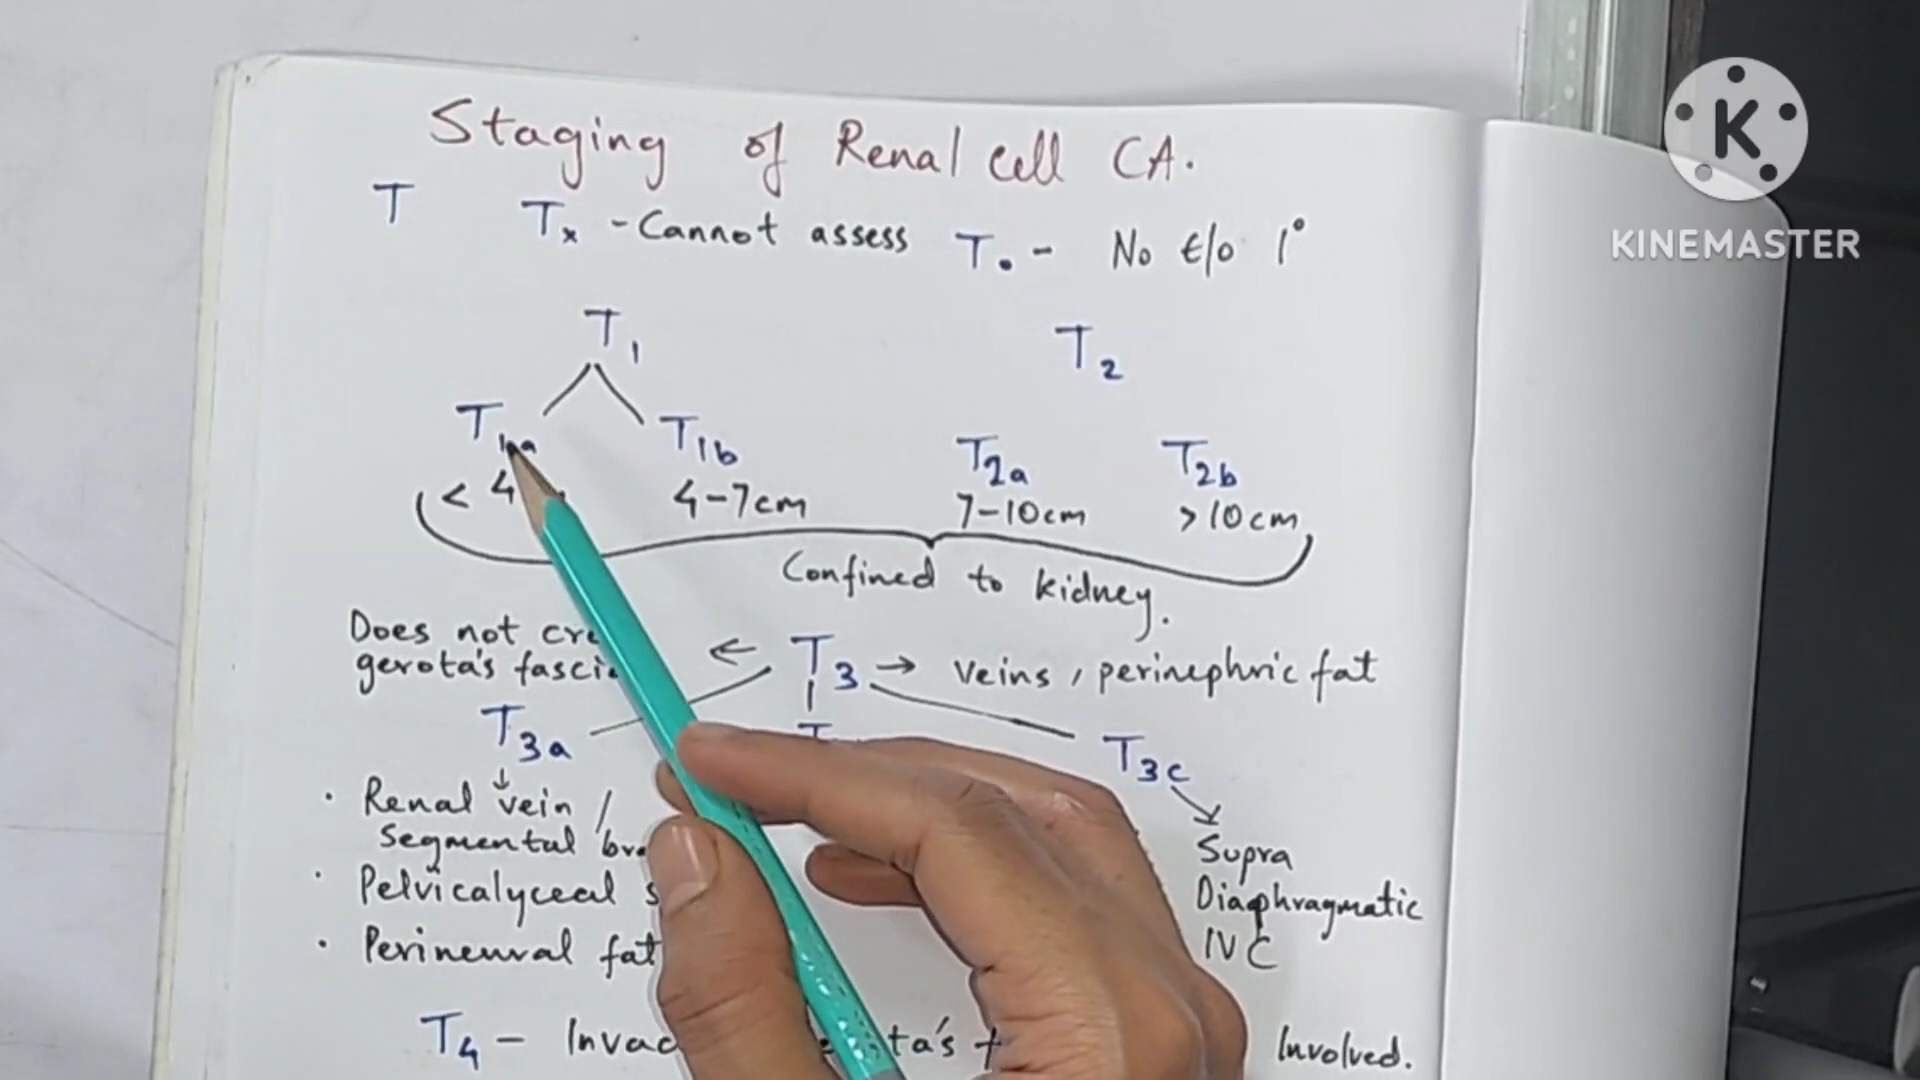 Staging of Renal cell CA.
T Tx - Cannot assess T₀ - No E/o 1°
T1 T2
T1a T1b T2a T2b
< 4 4-7cm 7-10cm >10cm
Confined to kidney.
Does not
gerota's
← T3 → Veins, perinephric fat
T3a T3c
Renal vein /
Segmental
Pelvicalyceal
Perineural fat
Supra
Diaphragmatic
IVC
T4 - Involved.
K
KINEMASTER